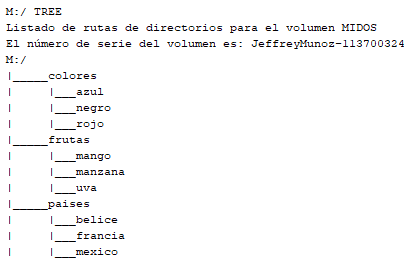 M:/ TREE
Listado de rutas de directorios para el volumen MIDOS
El número de serie del volumen es: JeffreyMunoz-113700324
M:/
|_____colores
|     |___azul
|     |___negro
|     |___rojo
|_____frutas
|     |___mango
|     |___manzana
|     |___uva
|_____paises
|     |___belice
|     |___francia
|     |___mexico